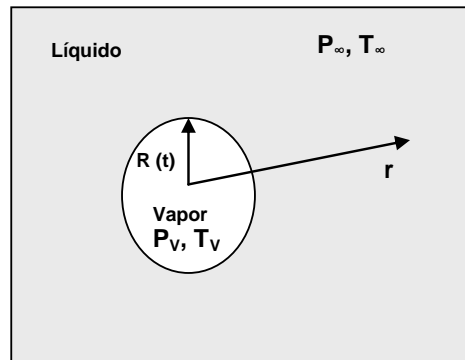 Líquido
P∞, T∞
R (t)
r
Vapor
Pv, Tv